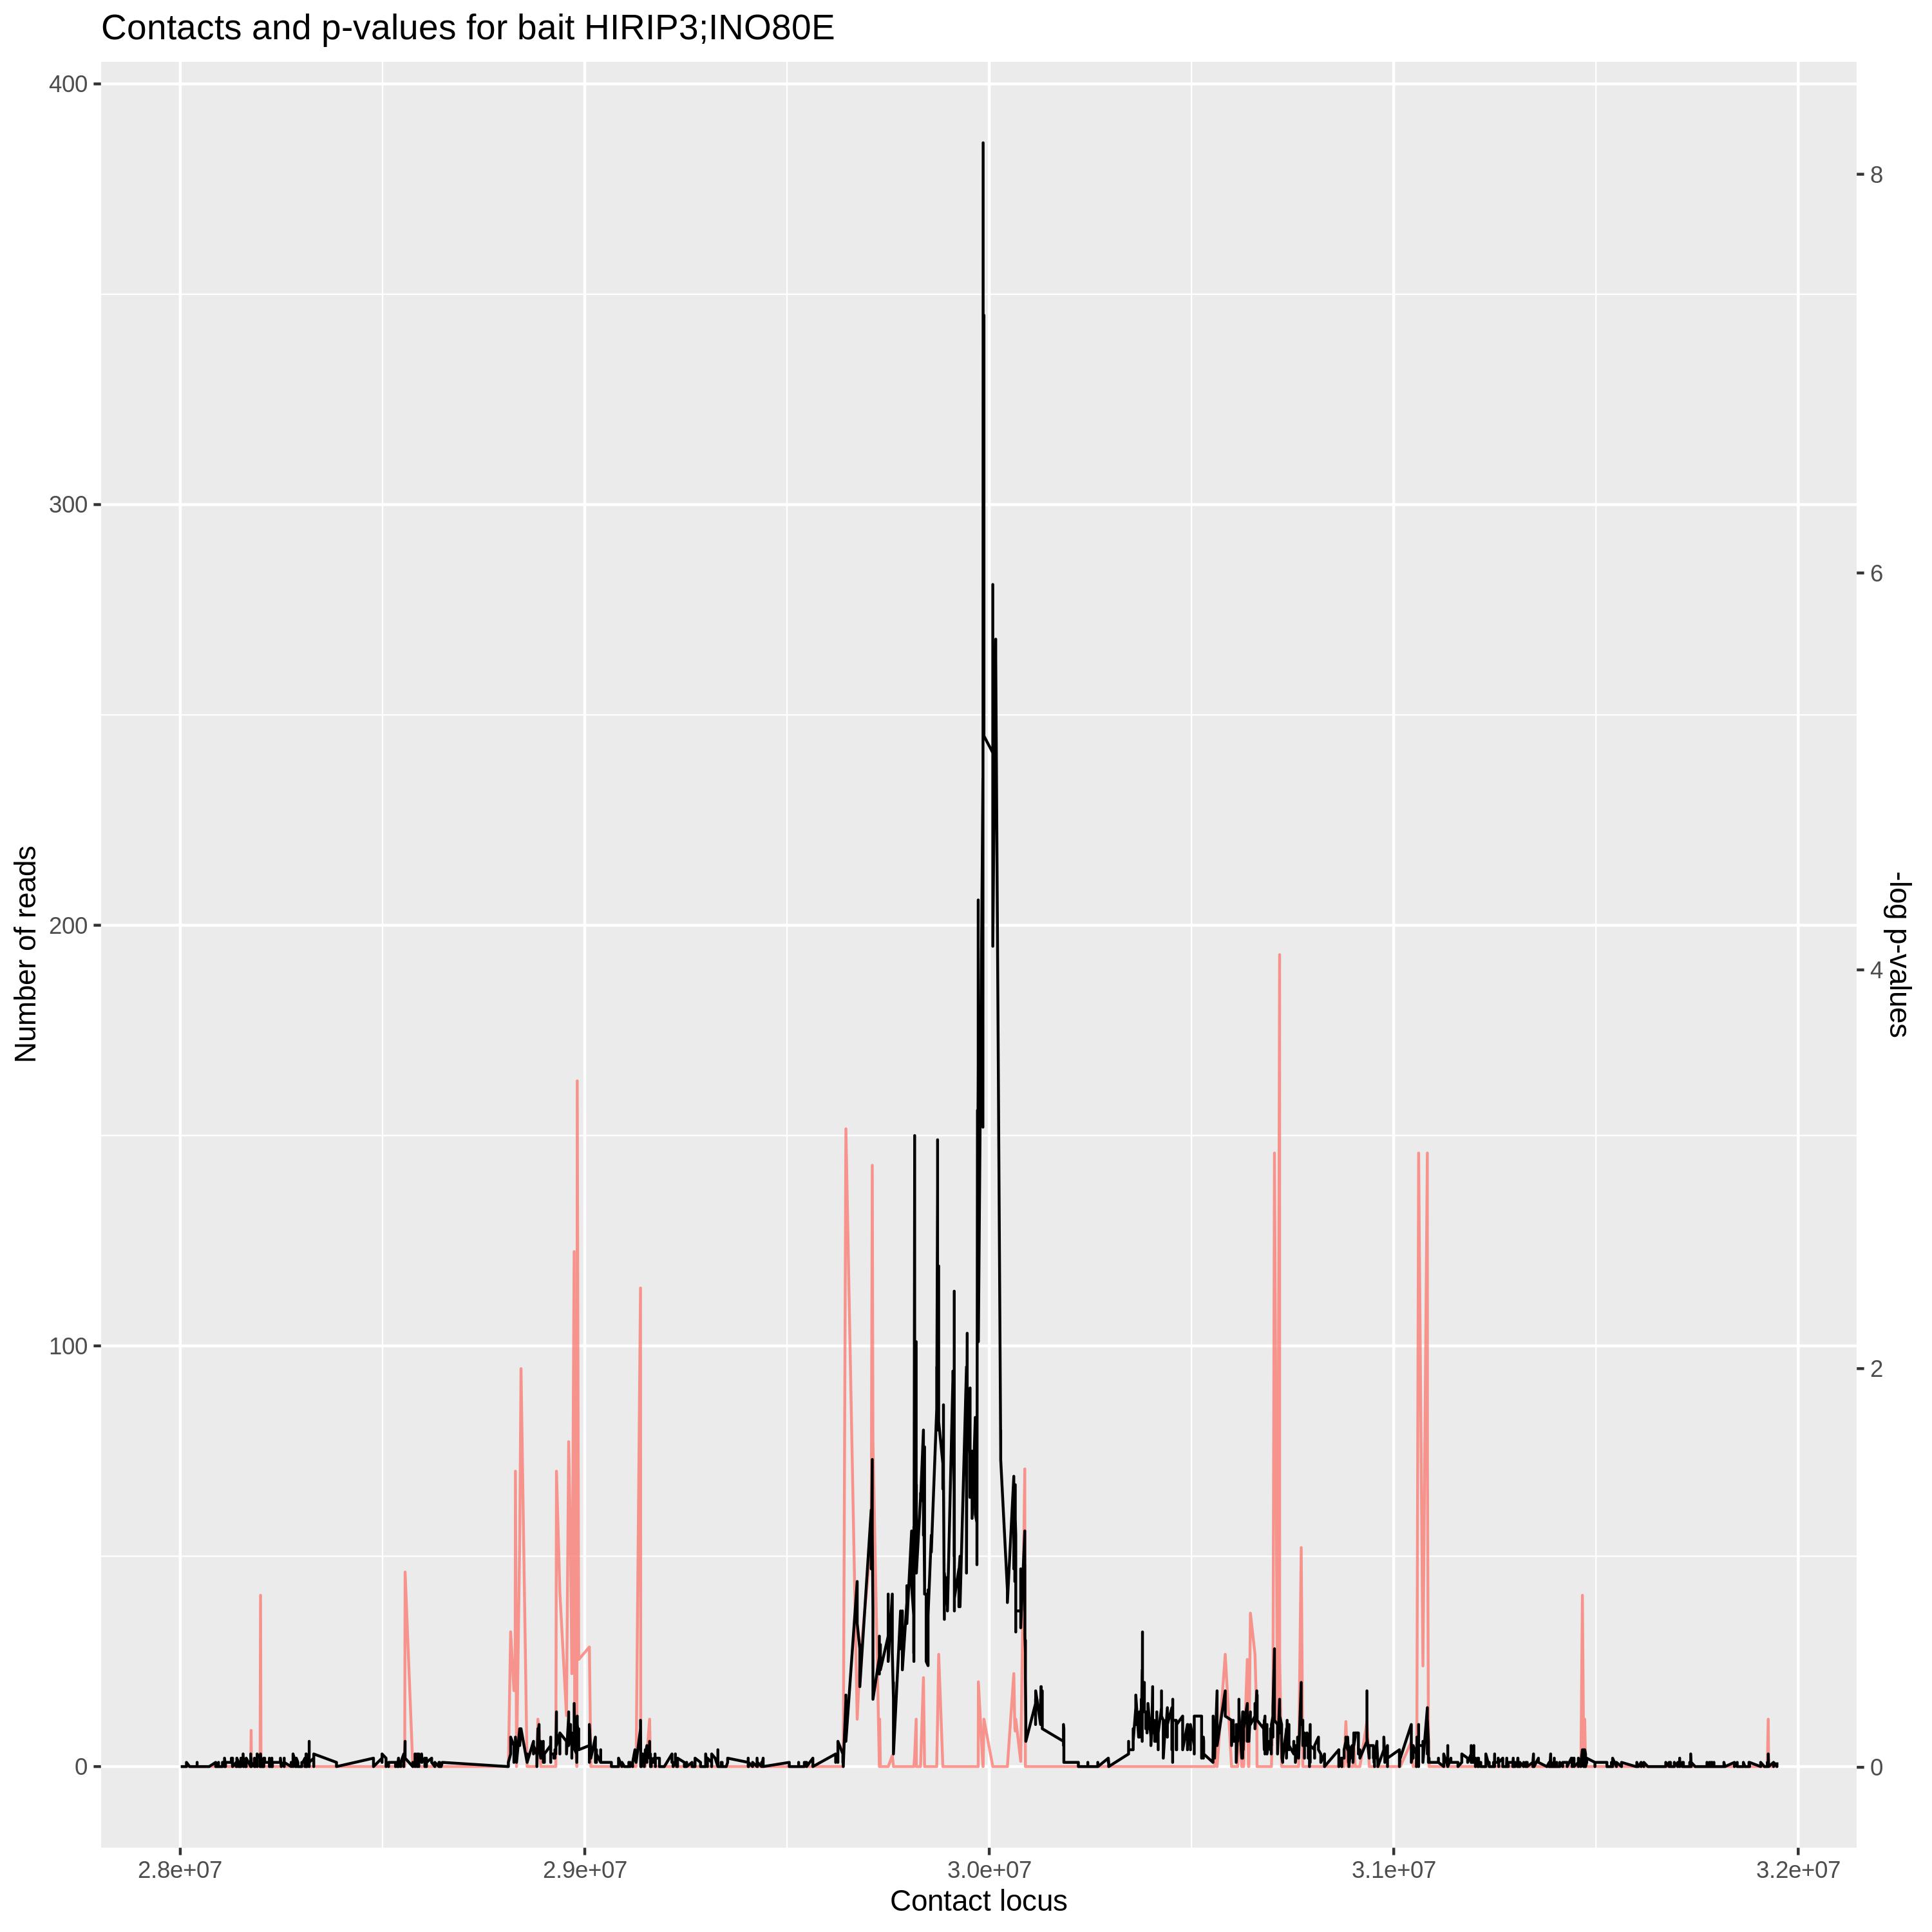 Contacts and p-values for bait HIRIP3;INO80E
400
300
200
100
0
Number of reads
8
6
4
2
0
-log p-values
2.8e+07
2.9e+07
3.0e+07
3.1e+07
3.2e+07
Contact locus